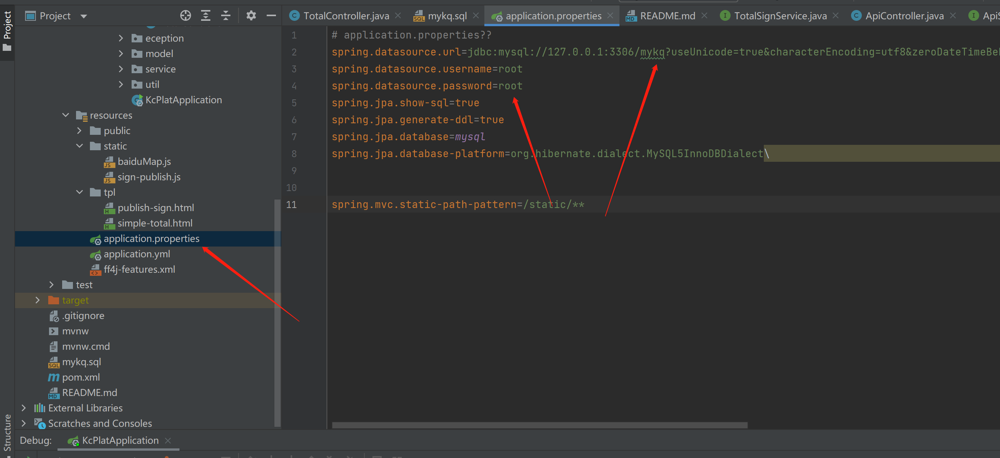 Project
TotalController.java
mykq.sql
application.properties
README.md
TotalSignService.java
ApiController.java
Project
Structure
eception
model
service
util
KcPlatApplication
resources
public
static
baiduMap.js
sign-publish.js
tpl
publish-sign.html
simple-total.html
application.properties
application.yml
ff4j-features.xml
test
target
.gitignore
mvnw
mvnw.cmd
mykq.sql
pom.xml
README.md
External Libraries
Scratches and Consoles
1 # application.properties??
2 spring.datasource.url=jdbc:mysql://127.0.0.1:3306/mykq?useUnicode=true&characterEncoding=utf8&zeroDateTimeBe
3 spring.datasource.username=root
4 spring.datasource.password=root
5 spring.jpa.show-sql=true
6 spring.jpa.generate-ddl=true
7 spring.jpa.database=mysql
8 spring.jpa.database-platform=org.hibernate.dialect.MySQL5InnoDBDialect\
9
10
11 spring.mvc.static-path-pattern=/static/**
Debug: KcPlatApplication